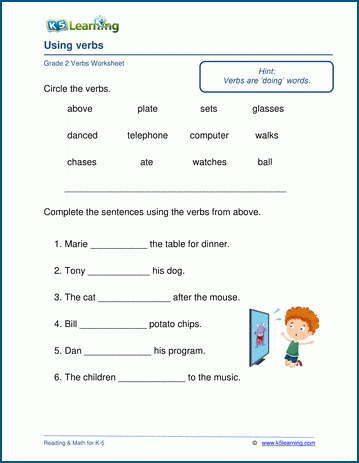 K5 Learning
Using verbs
Grade 2 Verbs Worksheet
Hint:
Verbs are 'doing' words.
Circle the verbs.
above plate sets glasses
danced telephone computer walks
chases ate watches ball
Complete the sentences using the verbs from above.
1. Marie ___________ the table for dinner.
2. Tony ____________ his dog.
3. The cat _____________ after the mouse.
4. Bill ___________ potato chips.
5. Dan _____________ his program.
6. The children _____________ to the music.
Reading & Math for K-5 © www.k5learning.com